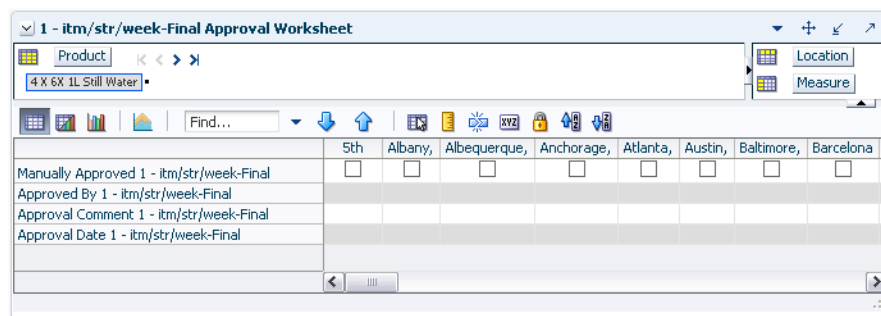 1 - itm/str/week-Final Approval Worksheet
Product
Location
4 X 6X 1L Still Water
Measure
Find...
XYZ
5th Albany, Albequerque, Anchorage, Atlanta, Austin, Baltimore, Barcelona
Manually Approved 1 - itm/str/week-Final
Approved By 1 - itm/str/week-Final
Approval Comment 1 - itm/str/week-Final
Approval Date 1 - itm/str/week-Final